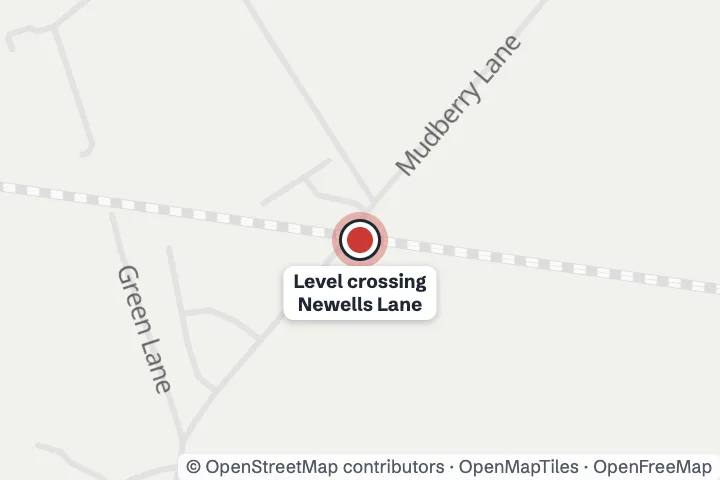 Mudberry Lane
Level crossing
Newells Lane
Green Lane
© OpenStreetMap contributors · OpenMapTiles · OpenFreeMap